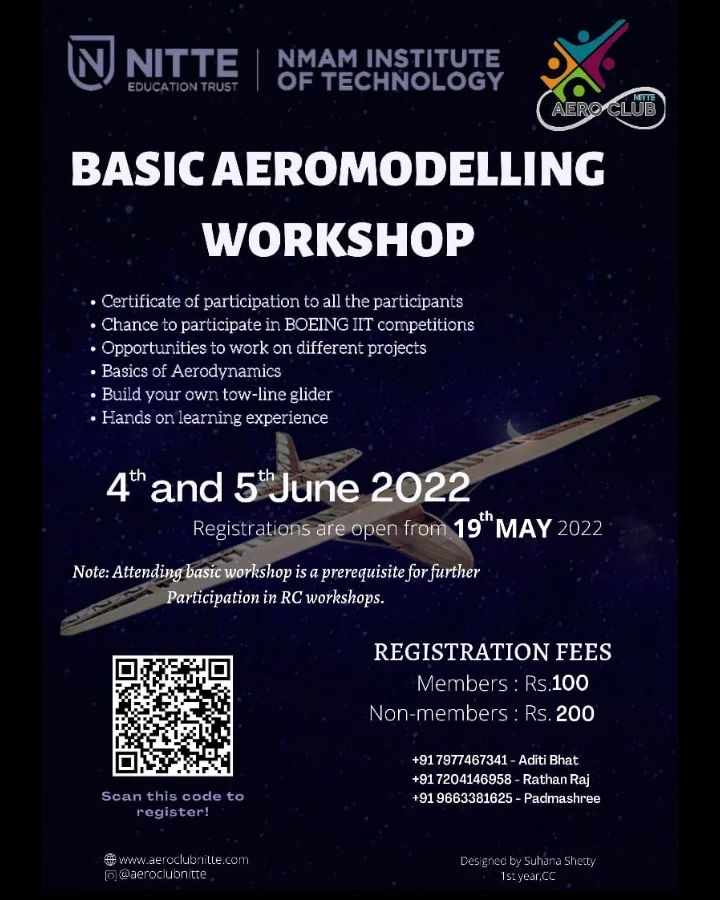 NITTE
EDUCATION TRUST
NMAM INSTITUTE
OF TECHNOLOGY
NITTE
AERO CLUB
BASIC AEROMODELLING
WORKSHOP
• Certificate of participation to all the participants
• Chance to participate in BOEING IIT competitions
• Opportunities to work on different projects
• Basics of Aerodynamics
• Build your own tow-line glider
• Hands on learning experience
4th and 5th June 2022
Registrations are open from 19th MAY 2022
Note: Attending basic workshop is a prerequisite for further
Participation in RC workshops.
REGISTRATION FEES
Members : Rs.100
Non-members : Rs. 200
+91 7977467341 - Aditi Bhat
+91 7204146958 - Rathan Raj
+91 9663381625 - Padmashree
Scan this code to
register!
www.aeroclubnitte.com
@aeroclubnitte
Designed by Suhana Shetty
1st year,CC